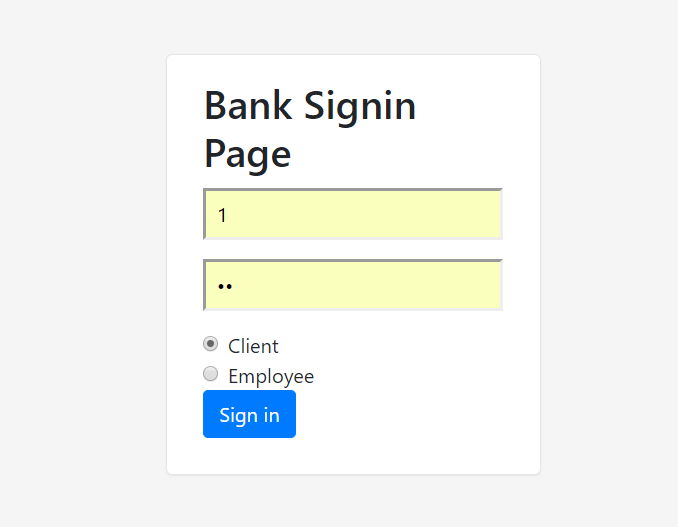 Bank Signin
Page
1
••
Client
Employee
Sign in